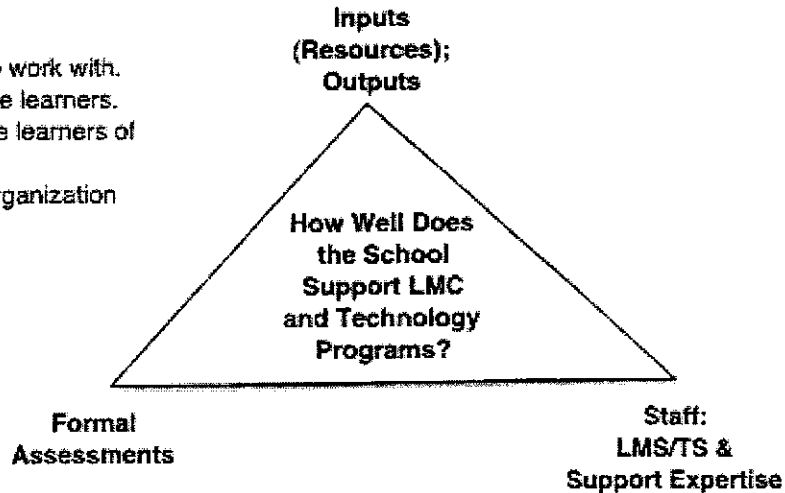 work with.
e learners.
e learners of
rganization
Inputs
(Resources);
Outputs
How Well Does
the School
Support LMC
and Technology
Programs?
Formal
Assessments
Staff:
LMS/TS &
Support Expertise